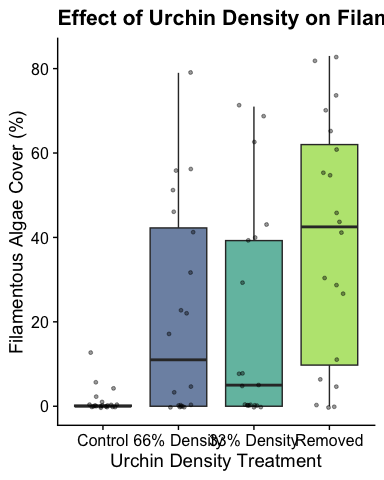 Effect of Urchin Density on Filam
Filamentous Algae Cover (%)
80
60
40
20
0
Control 66% Density 33% Density Removed
Urchin Density Treatment